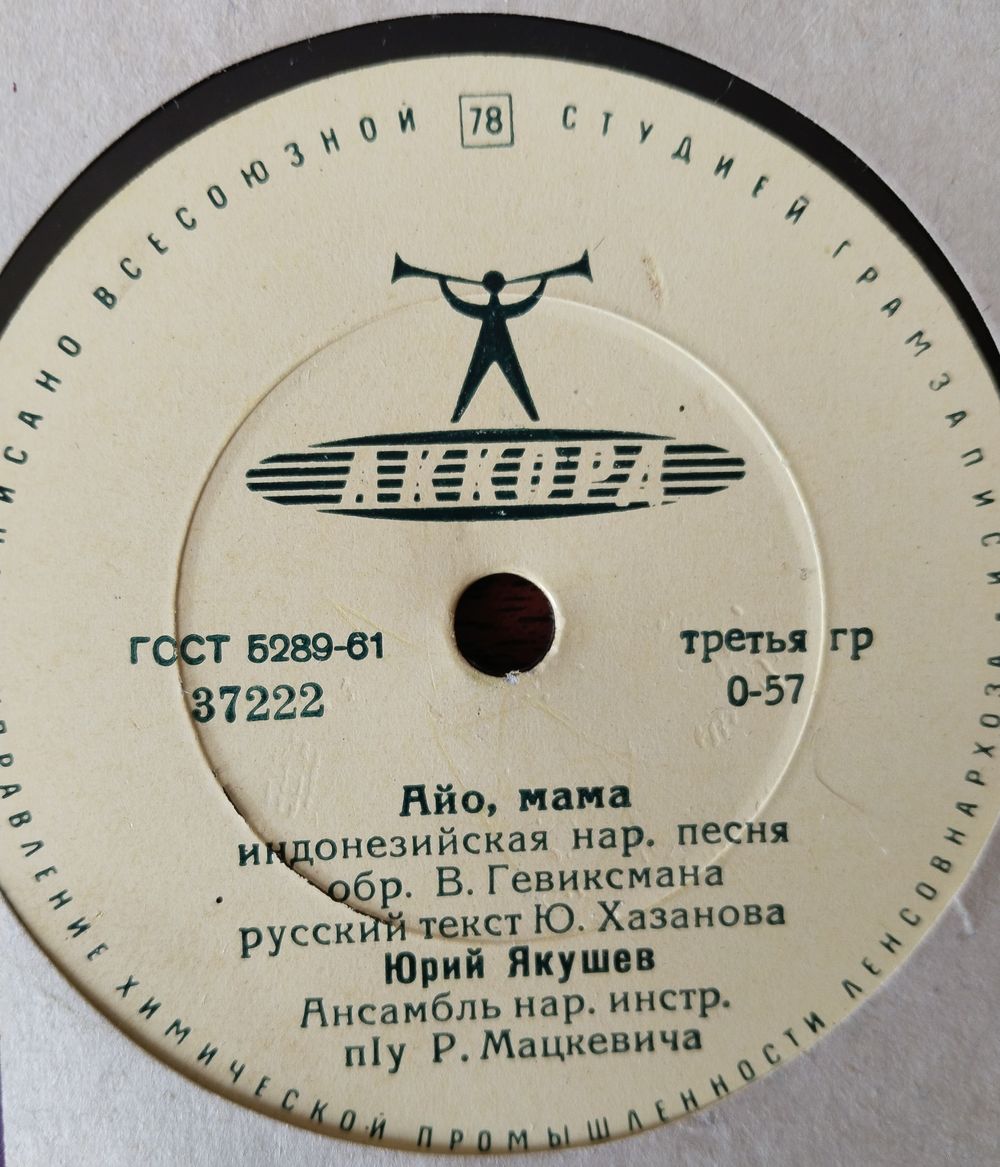 ЗАПИСАНО ВСЕСОЮЗНОЙ 78 СТУДИЕЙ ГРАМЗАПИСИ
АККОРД
ГОСТ 5289-61
37222
третья гр
0-57
Айо, мама
индонезийская нар. песня
обр. В. Гевиксмана
русский текст Ю. Хазанова
Юрий Якушев
Ансамбль нар. инстр.
п/у Р. Мацкевича
УПРАВЛЕНИЕ ХИМИЧЕСКОЙ ПРОМЫШЛЕННОСТИ ЛЕНСОВНАРХОЗА